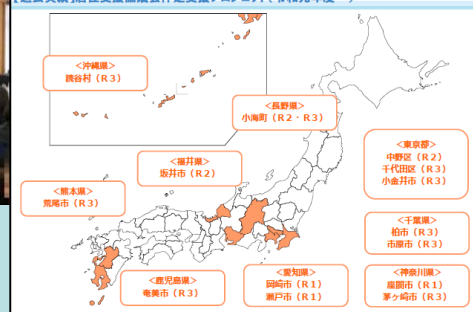 <沖縄県>
読谷村（R3）
<長野県>
小海町（R2・R3）
<東京都>
中野区（R2）
千代田区（R3）
小金井市（R3）
<福井県>
坂井市（R2）
<熊本県>
荒尾市（R3）
<千葉県>
柏市（R3）
市原市（R3）
<鹿児島県>
奄美市（R3）
<愛知県>
岡崎市（R1）
瀬戸市（R1）
<神奈川県>
座間市（R1）
茅ヶ崎市（R3）